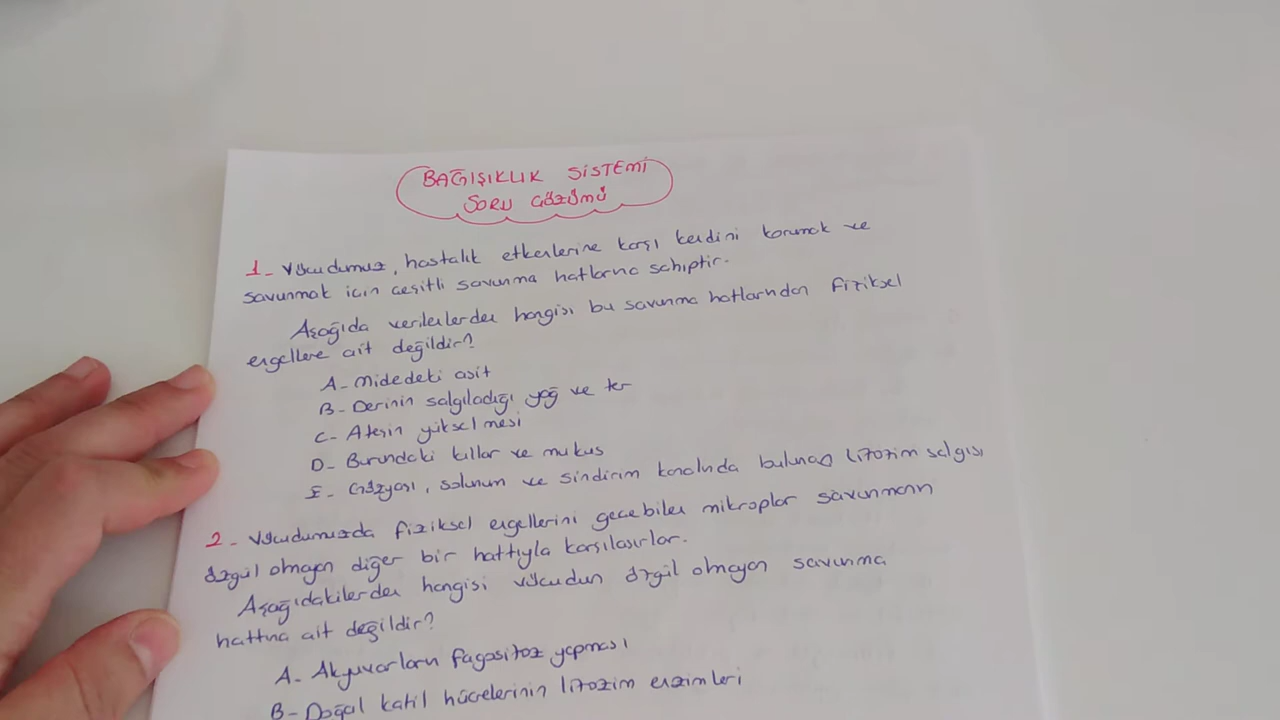 BAĞIŞIKLIK SİSTEMİ
SORU ÇÖZÜMÜ
1- Vücudumuz, hastalık etkenlerine karşı kendini korumak ve
savunmak için çeşitli savunma hatlarına sahiptir.
Aşağıda verilenlerden hangisi bu savunma hatlarından fiziksel
engellere ait değildir?
A- Midedeki asit
B- Derinin salgıladığı yağ ve ter
C- Ateşin yükselmesi
D- Burundaki kıllar ve mukus
E- Gözyaşı, solunum ve sindirim kanalında bulunan lizozim salgısı
2- Vücudumuzda fiziksel engellerini geçebilen mikroplar savunmanın
özgül olmayan diğer bir hattıyla karşılaşırlar.
Aşağıdakilerden hangisi vücudun özgül olmayan savunma
hattına ait değildir?
A- Akyuvarların fagositoz yapması
B- Doğal katil hücrelerinin lizozim enzimleri